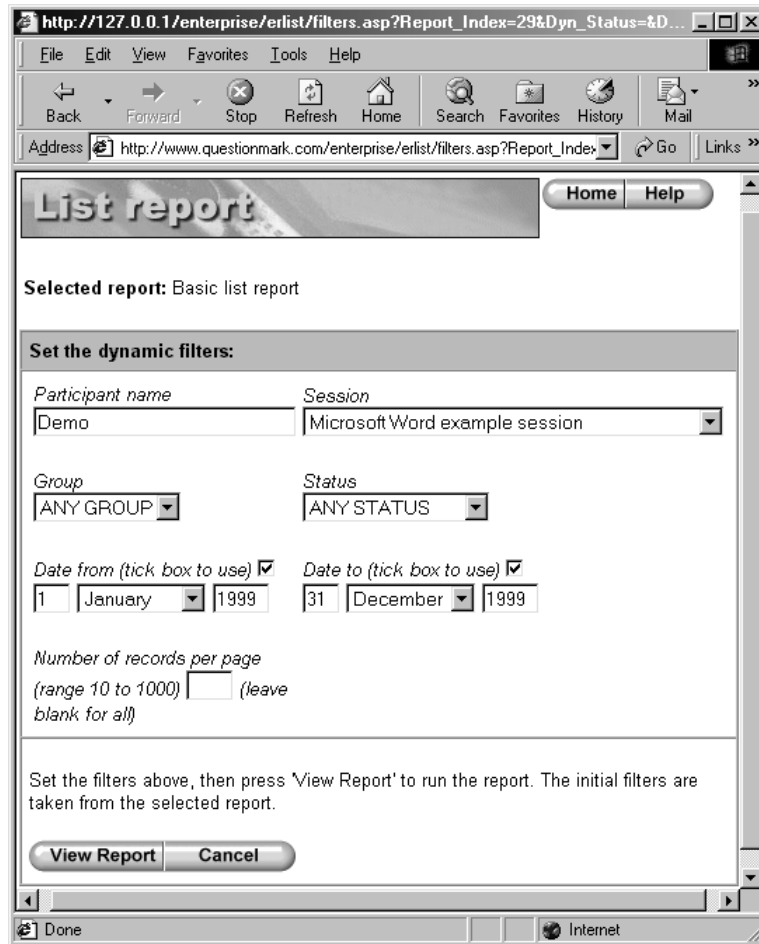 http://127.0.0.1/enterprise/erlist/filters.asp?Report_Index=29&Dyn_Status=&D...
File Edit View Favorites Tools Help
Back Forward Stop Refresh Home Search Favorites History Mail »
Address http://www.questionmark.com/enterprise/erlist/filters.asp?Report_Index Go Links »
List report
Home Help
Selected report: Basic list report
Set the dynamic filters:
Participant name Session
Demo Microsoft Word example session
Group Status
ANY GROUP ANY STATUS
Date from (tick box to use) Date to (tick box to use)
1 January 1999 31 December 1999
Number of records per page
(range 10 to 1000) (leave
blank for all)
Set the filters above, then press 'View Report' to run the report. The initial filters are
taken from the selected report.
View Report Cancel
Done Internet